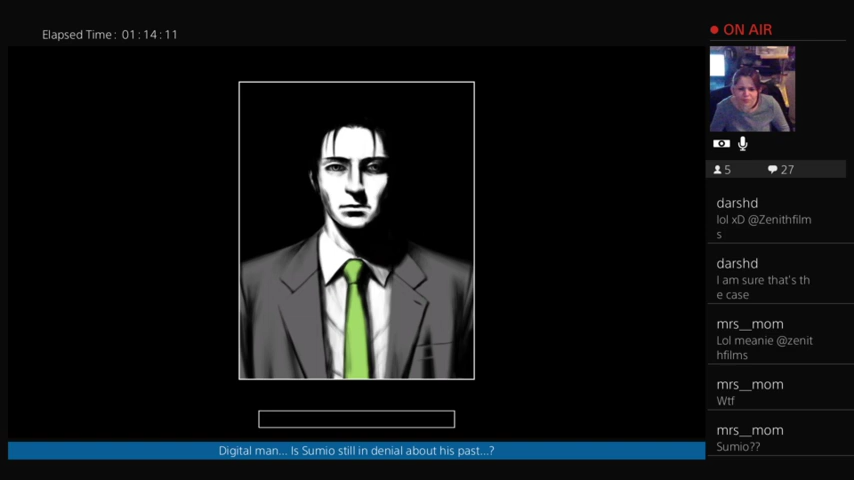 Elapsed Time: 01:14:11
ON AIR
5
27
darshd
lol xD @Zenithfilm
s
darshd
I am sure that's th
e case
mrs__mom
Lol meanie @zenit
hfilms
mrs__mom
Wtf
mrs__mom
Sumio??
Digital man... Is Sumio still in denial about his past...?